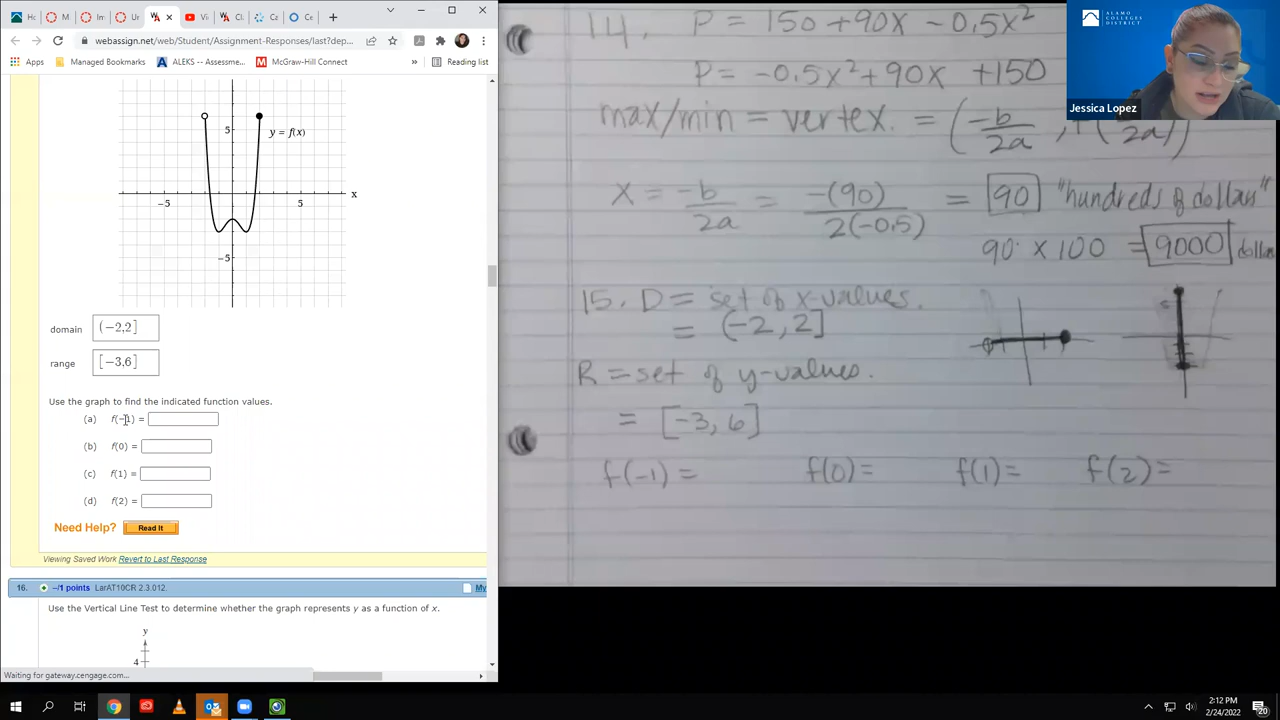 webassign.net/web/Student/Assignment-Responses/last?dep...
Apps
Managed Bookmarks
ALEKS -- Assessme...
McGraw-Hill Connect
»
Reading list
5
y = f(x)
x
−5
5
−5
domain
(−2,2]
range
[−3,6]
Use the graph to find the indicated function values.
(a) f(−1) =
(b) f(0) =
(c) f(1) =
(d) f(2) =
Need Help? Read It
Viewing Saved Work Revert to Last Response
16. –/1 points LarAT10CR 2.3.012. My
Use the Vertical Line Test to determine whether the graph represents y as a function of x.
y
4
Waiting for gateway.cengage.com...
14. P = 150 + 90x − 0.5x²
P = −0.5x² + 90x + 150
max/min = vertex. = (−b/2a, 2a))
x = −b/2a = −(90)/2(−0.5) = 90 "hundreds of dollars"
90 × 100 = 9000 dollars
15. D = set of x-values.
= (−2, 2]
R = set of y-values.
= [−3, 6]
f(−1) = f(0) = f(1) = f(2) =
ALAMO
COLLEGES
DISTRICT
Jessica Lopez
2:12 PM
2/24/2022
20